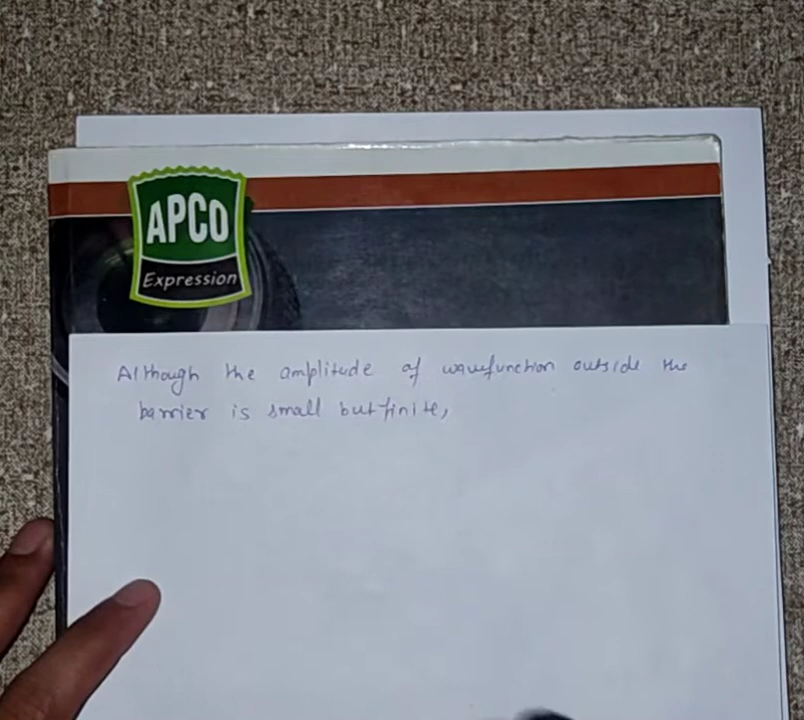 APCO
Expression
Although the amplitude of wavefunction outside the
barrier is small but finite,